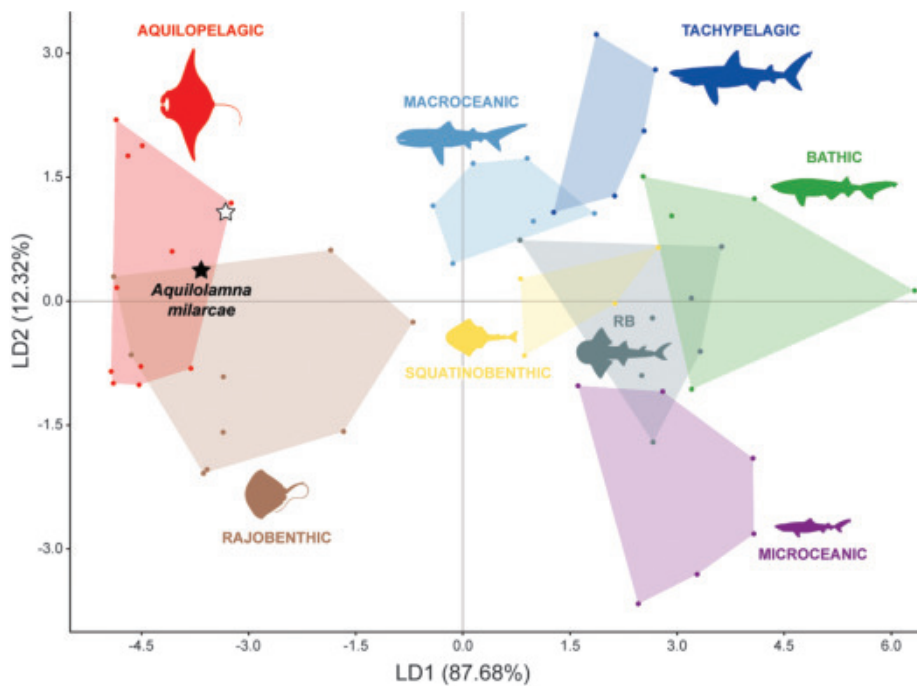 AQUILOPELAGIC
TACHYPELAGIC
MACROCEANIC
BATHIC
Aquilolamna
milarcae
RB
SQUATINOBENTHIC
RAJOBENTHIC
MICROCEANIC
3.0
1.5
0.0
-1.5
-3.0
LD2 (12.32%)
-4.5 -3.0 -1.5 0.0 1.5 3.0 4.5 6.0
LD1 (87.68%)